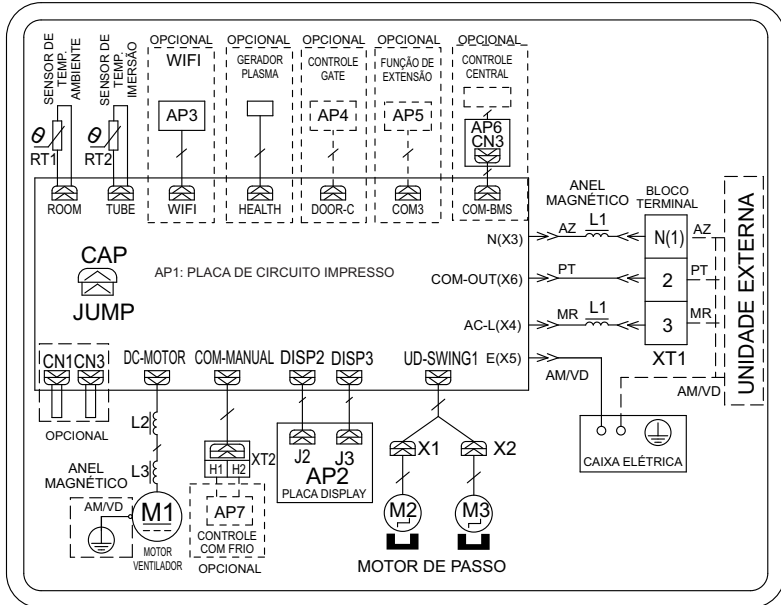 OPCIONAL
OPCIONAL
OPCIONAL
OPCIONAL
OPCIONAL
SENSOR DE
TEMP.
AMBIENTE
SENSOR DE
TEMP.
IMERSÃO
WIFI
GERADOR
PLASMA
CONTROLE
GATE
FUNÇÃO DE
EXTENSÃO
CONTROLE
CENTRAL
AP3
AP4
AP5
AP6
CN3
θ
RT1
θ
RT2
ROOM
TUBE
WIFI
HEALTH
DOOR-C
COM3
COM-BMS
ANEL
MAGNÉTICO
BLOCO
TERMINAL
N(X3)
AZ
L1
N(1)
AZ
CAP
JUMP
AP1: PLACA DE CIRCUITO IMPRESSO
COM-OUT(X6)
PT
2
PT
AC-L(X4)
MR
L1
3
MR
XT1
UNIDADE EXTERNA
CN1
CN3
DC-MOTOR
COM-MANUAL
DISP2
DISP3
UD-SWING1
E(X5)
AM/VD
AM/VD
OPCIONAL
L2
L3
XT2
H1
H2
J2
J3
AP2
PLACA DISPLAY
X1
X2
CAIXA ELÉTRICA
ANEL
MAGNÉTICO
AM/VD
M1
MOTOR
VENTILADOR
AP7
CONTROLE
COM FRIO
OPCIONAL
M2
M3
MOTOR DE PASSO